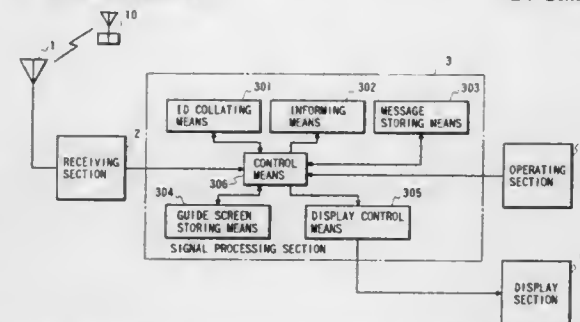 10
1
3
301
302
303
ID COLLATING
MEANS
INFORMING
MEANS
MESSAGE
STORING MEANS
2
RECEIVING
SECTION
CONTROL
MEANS
306
OPERATING
SECTION
304
305
GUIDE SCREEN
STORING MEANS
DISPLAY CONTROL
MEANS
SIGNAL PROCESSING SECTION
DISPLAY
SECTION